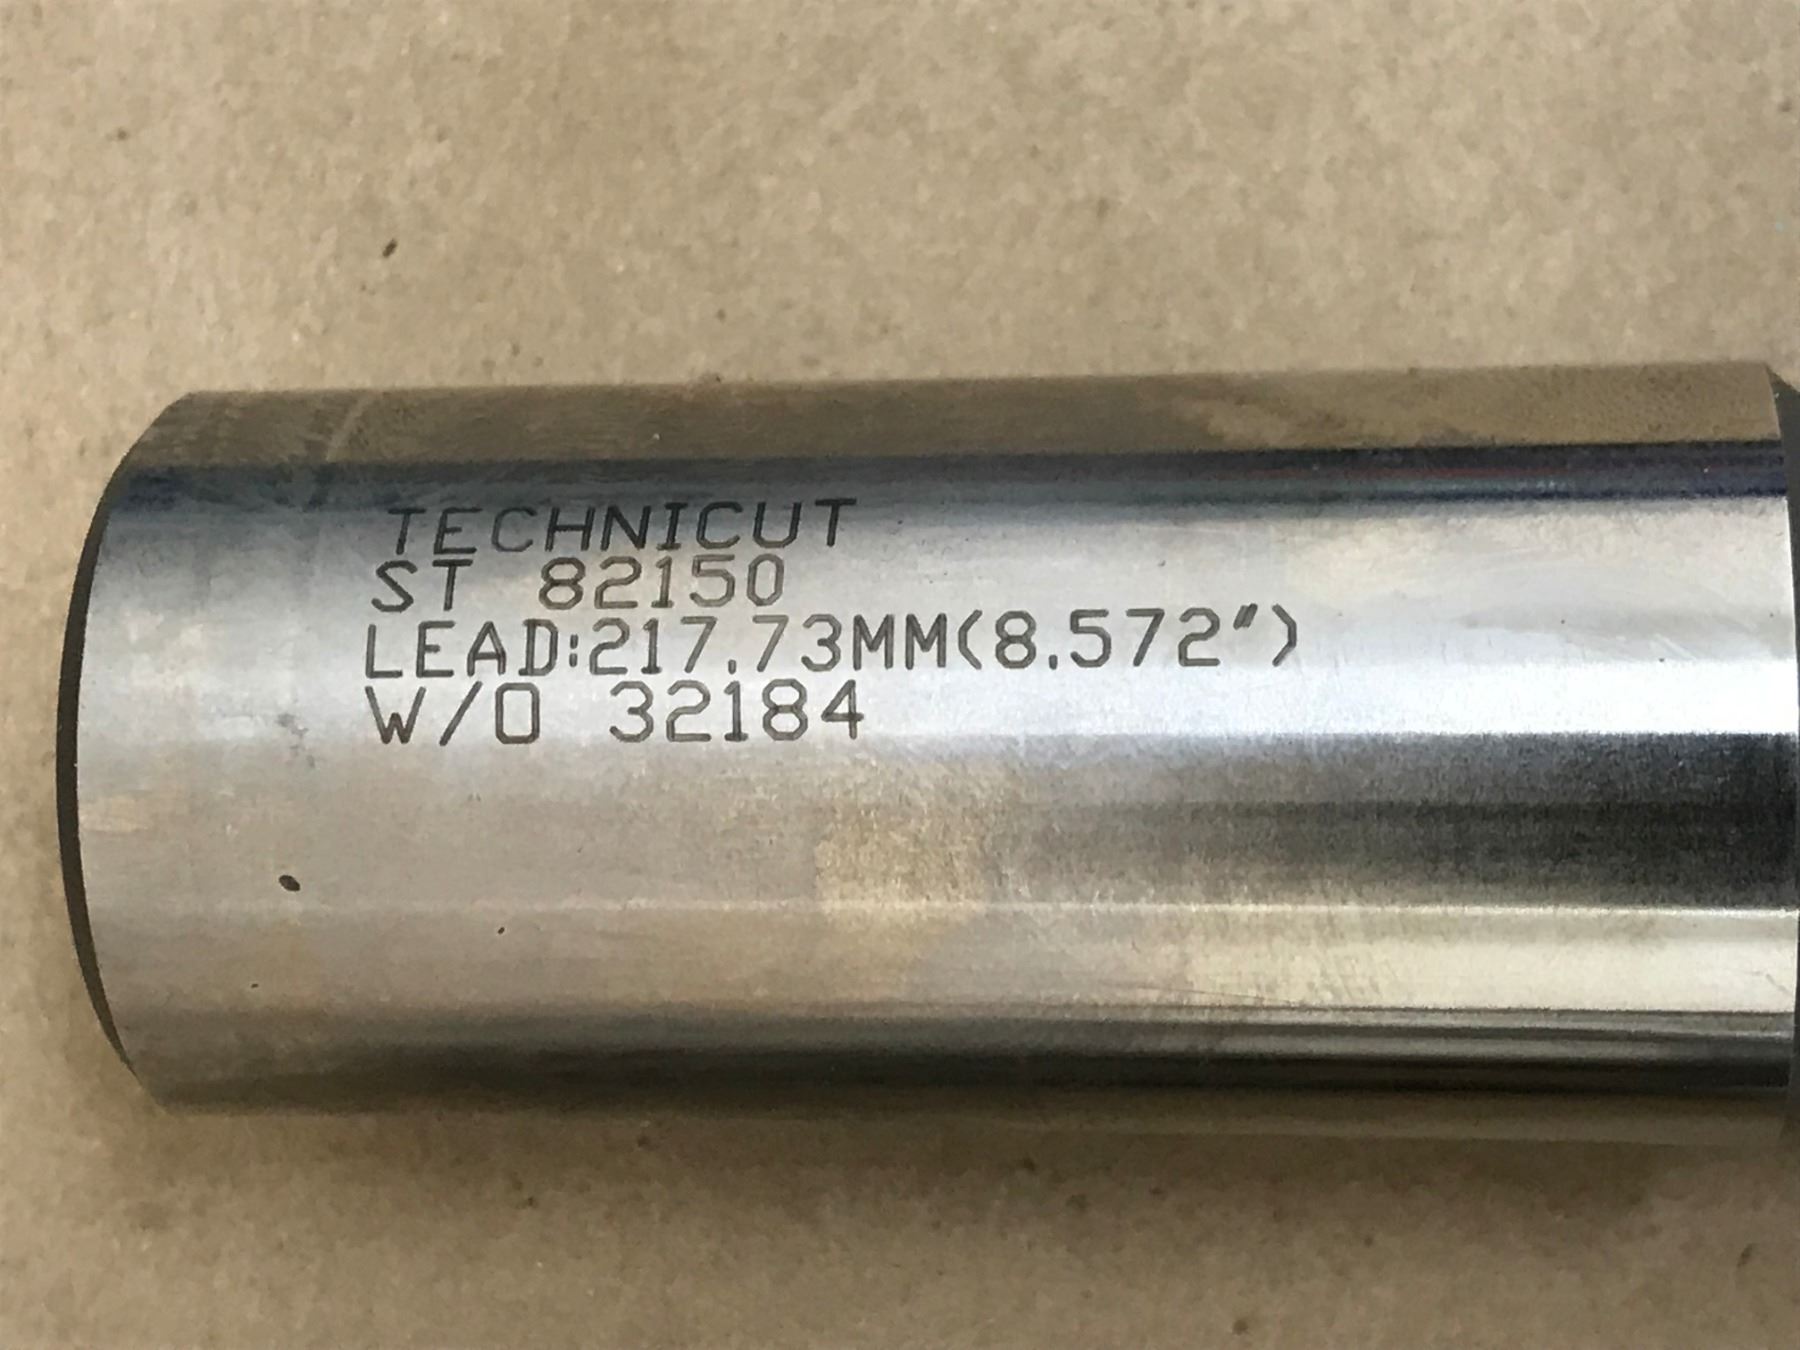 TECHNICUT
ST 82150
LEAD:217.73MM(8.572")
W/O 32184